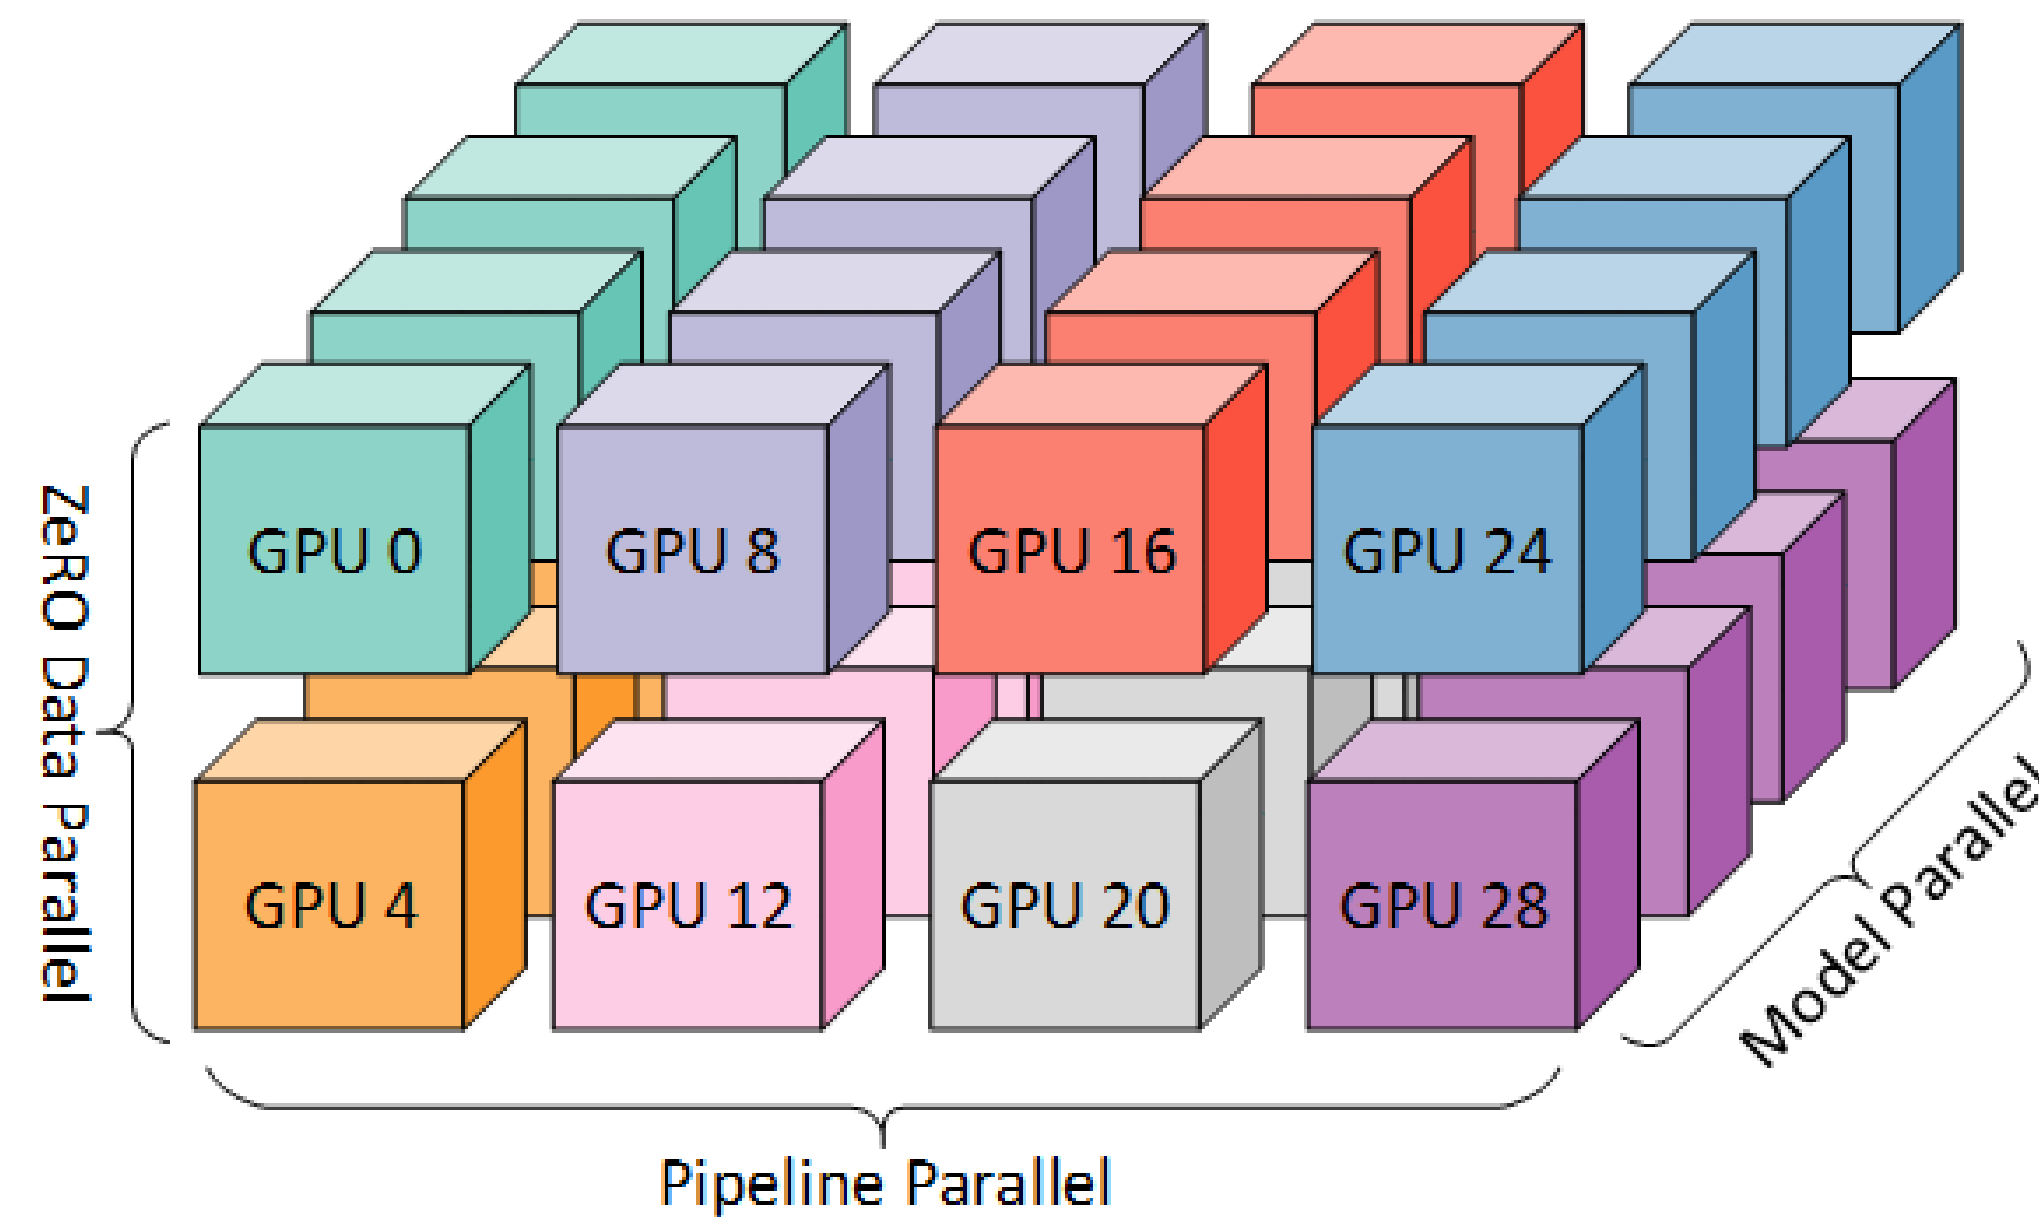 GPU 0
GPU 8
GPU 16
GPU 24
GPU 4
GPU 12
GPU 20
GPU 28
ZeRO Data Parallel
Model Parallel
Pipeline Parallel